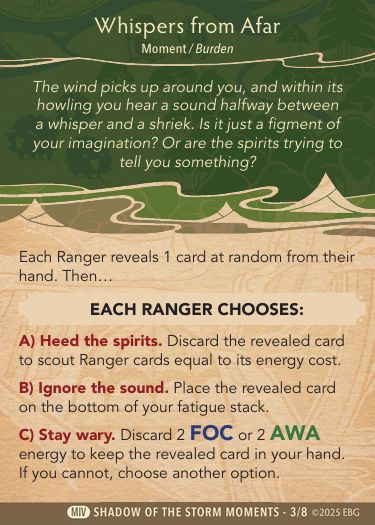 Whispers from Afar
Moment / Burden
The wind picks up around you, and within its
howling you hear a sound halfway between
a whisper and a shriek. Is it just a figment of
your imagination? Or are the spirits trying to
tell you something?
Each Ranger reveals 1 card at random from their
hand. Then…
EACH RANGER CHOOSES:
A) Heed the spirits. Discard the revealed card
to scout Ranger cards equal to its energy cost.
B) Ignore the sound. Place the revealed card
on the bottom of your fatigue stack.
C) Stay wary. Discard 2 FOC or 2 AWA
energy to keep the revealed card in your hand.
If you cannot, choose another option.
MIV SHADOW OF THE STORM MOMENTS - 3/8 ©2025 EBG